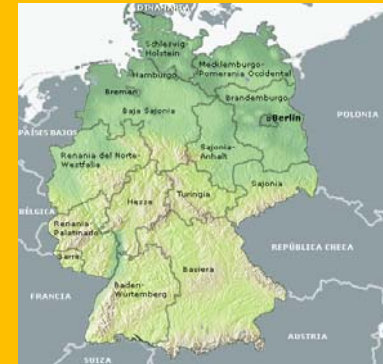 DINAMARCA
Schleswig-
Holstein
Mecklemburgo-
Pomerania Occidental
Hamburgo
Bremen
Brandemburgo
Berlín
Baja Sajonia
POLONIA
PAÍSES BAJOS
Sajonia-
Anhalt
Renania del Norte-
Westfalia
Sajonia
Turingia
Hesse
BÉLGICA
Renania
Palatinado
REPÚBLICA CHECA
Sarre
FRANCIA
Baden-
Würtemberg
Baviera
AUSTRIA
SUIZA